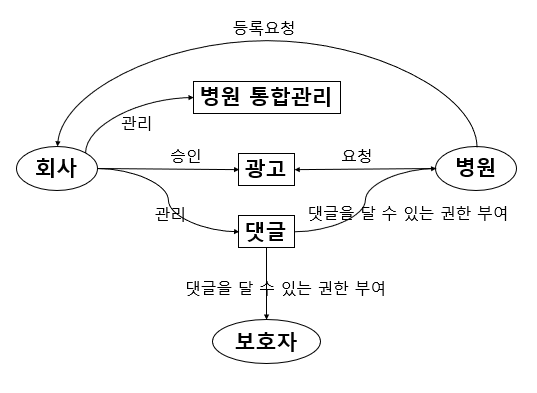 등록요청
병원 통합관리
관리
승인
요청
회사
광고
병원
관리
댓글을 달 수 있는 권한 부여
댓글
댓글을 달 수 있는 권한 부여
보호자